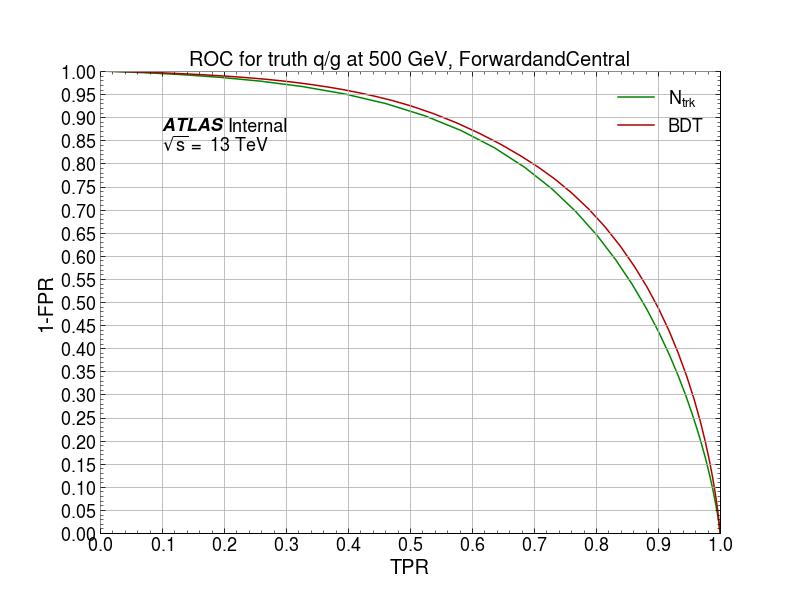 ROC for truth q/g at 500 GeV, ForwardandCentral
1.00
0.95
0.90
0.85
0.80
0.75
0.70
0.65
0.60
0.55
0.50
0.45
0.40
0.35
0.30
0.25
0.20
0.15
0.10
0.05
0.00
1-FPR
ATLAS Internal
√s = 13 TeV
N_trk
BDT
0.0 0.1 0.2 0.3 0.4 0.5 0.6 0.7 0.8 0.9 1.0
TPR